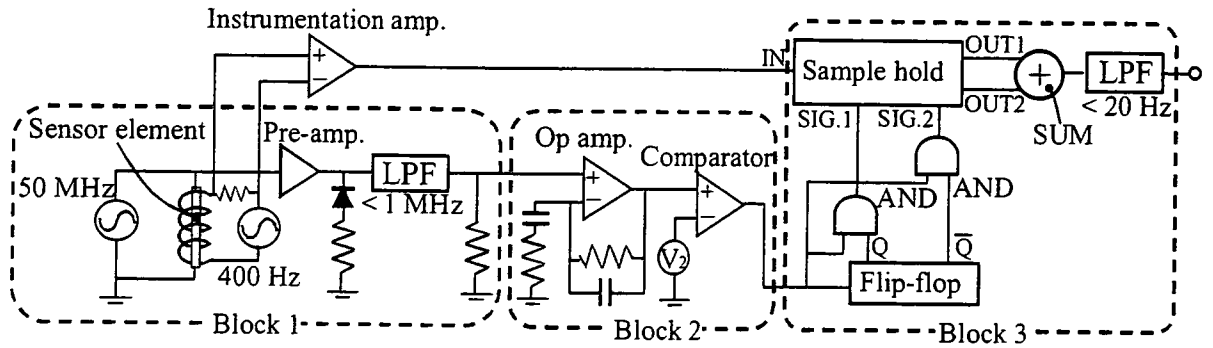 Instrumentation amp.
+
−
IN
Sample hold
OUT1
OUT2
+
SUM
LPF
< 20 Hz
SIG.1
SIG.2
AND
AND
Q
Q̅
Flip-flop
Block 3
Sensor element
Pre-amp.
50 MHz
LPF
< 1 MHz
400 Hz
Block 1
Op amp.
+
−
Comparator
+
−
V₂
Block 2